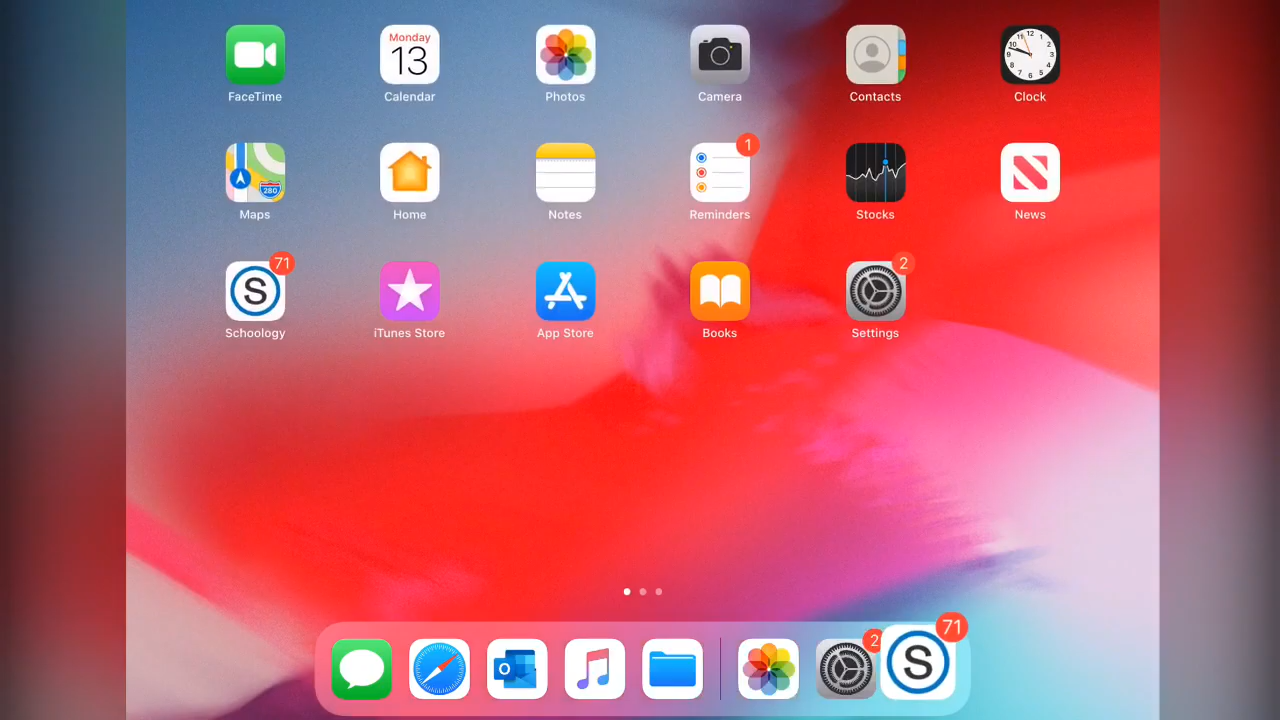 Monday
13
FaceTime
Calendar
Photos
Camera
Contacts
Clock
280
1
Maps
Home
Notes
Reminders
Stocks
News
71
2
S
Schoology
iTunes Store
App Store
Books
Settings
2
71
O
S